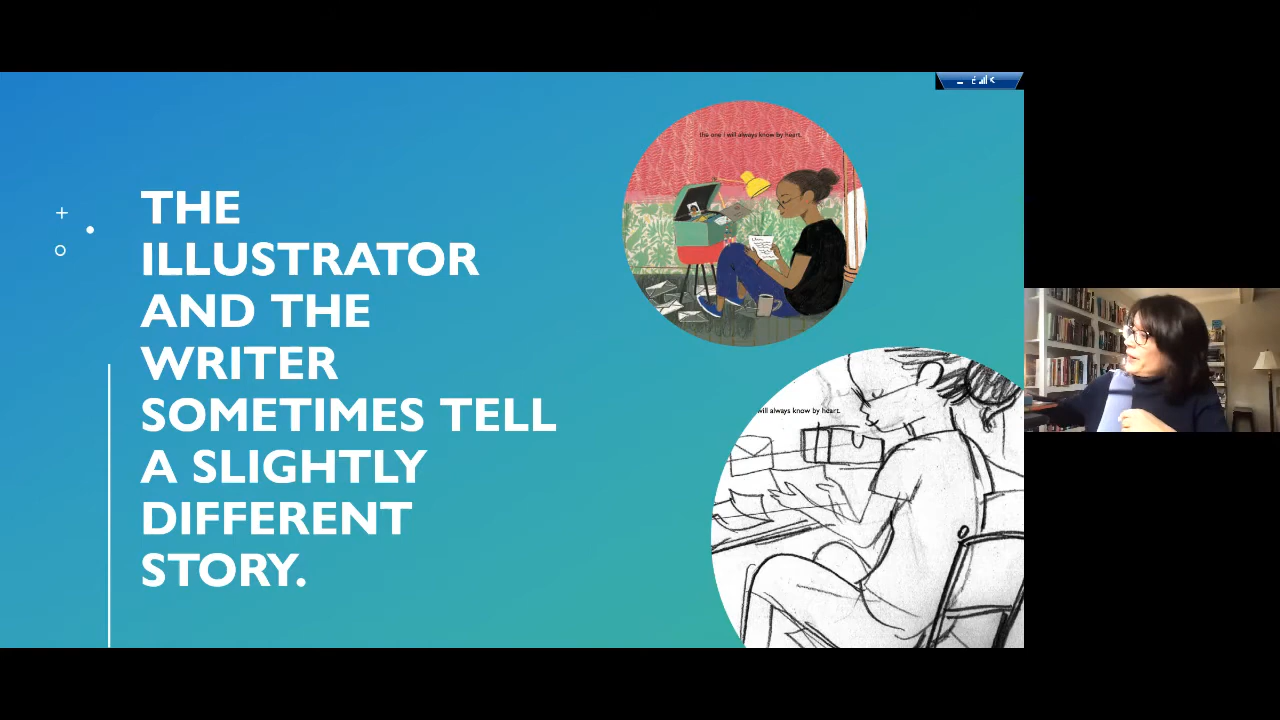 THE
ILLUSTRATOR
AND THE
WRITER
SOMETIMES TELL
A SLIGHTLY
DIFFERENT
STORY.
the one I will always know by heart.
will always know by heart.